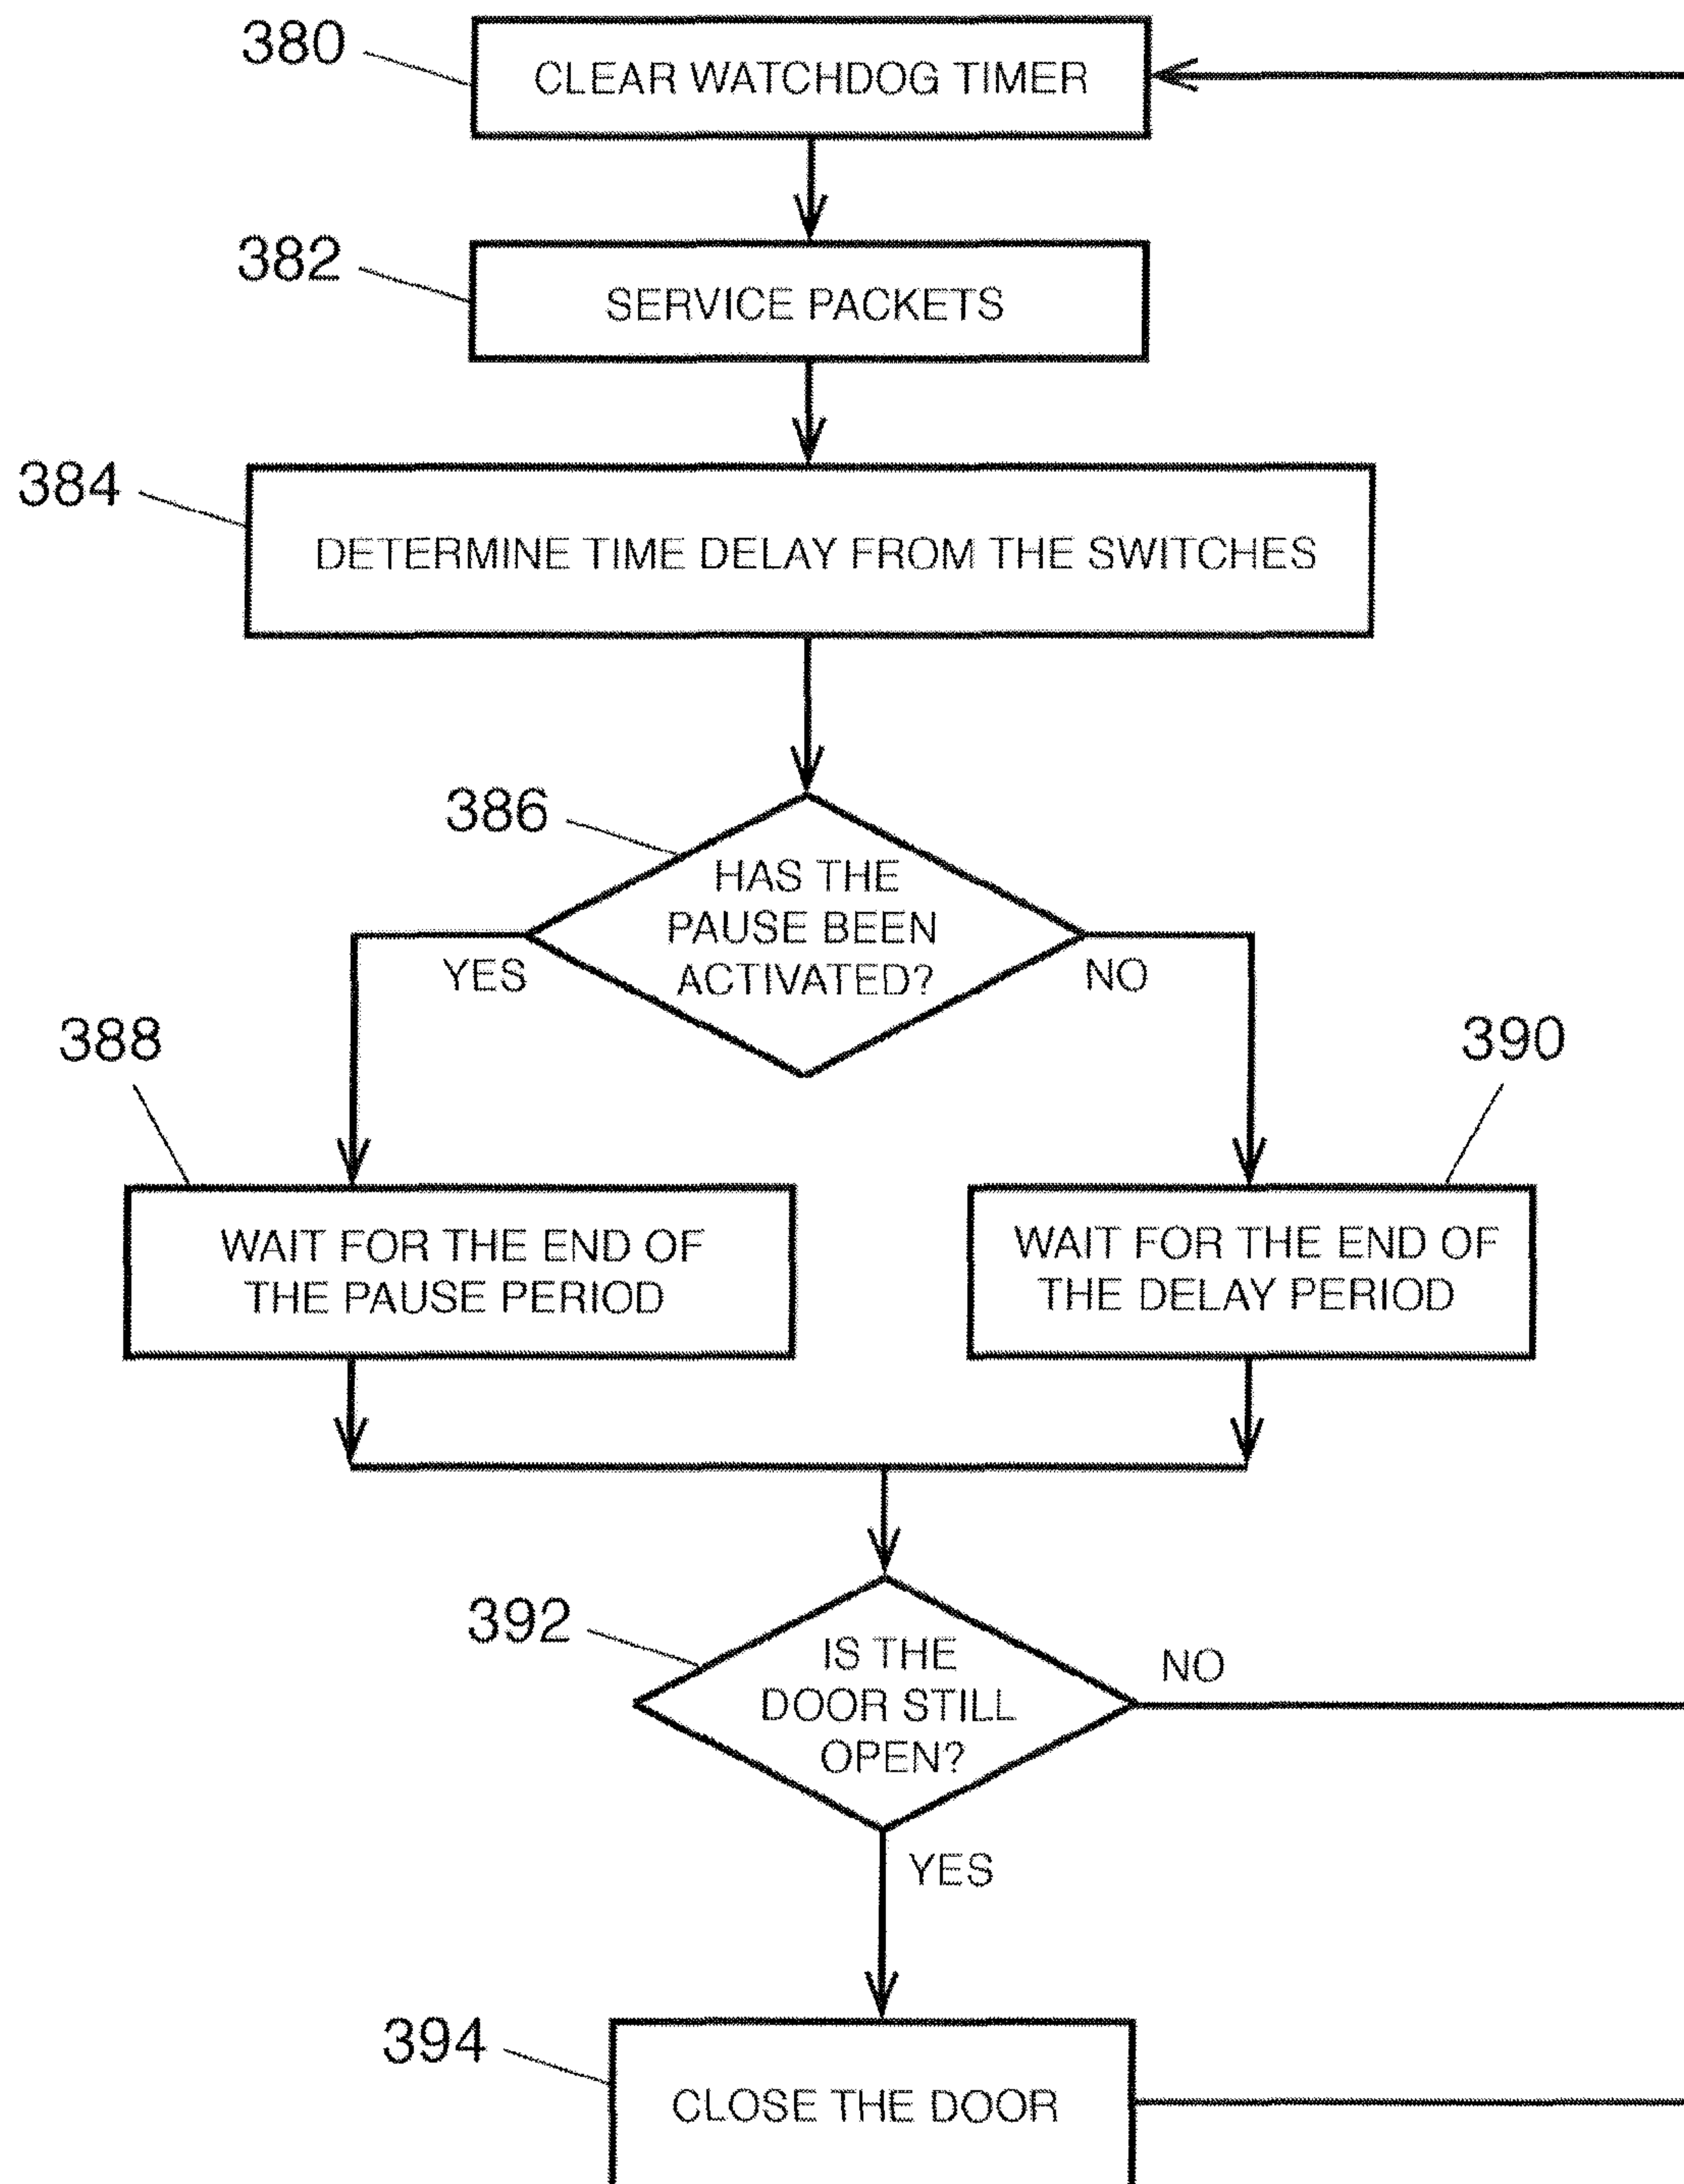 380
CLEAR WATCHDOG TIMER
382
SERVICE PACKETS
384
DETERMINE TIME DELAY FROM THE SWITCHES
386
HAS THE
PAUSE BEEN
ACTIVATED?
YES
NO
388
390
WAIT FOR THE END OF
THE PAUSE PERIOD
WAIT FOR THE END OF
THE DELAY PERIOD
392
IS THE
DOOR STILL
OPEN?
NO
YES
394
CLOSE THE DOOR